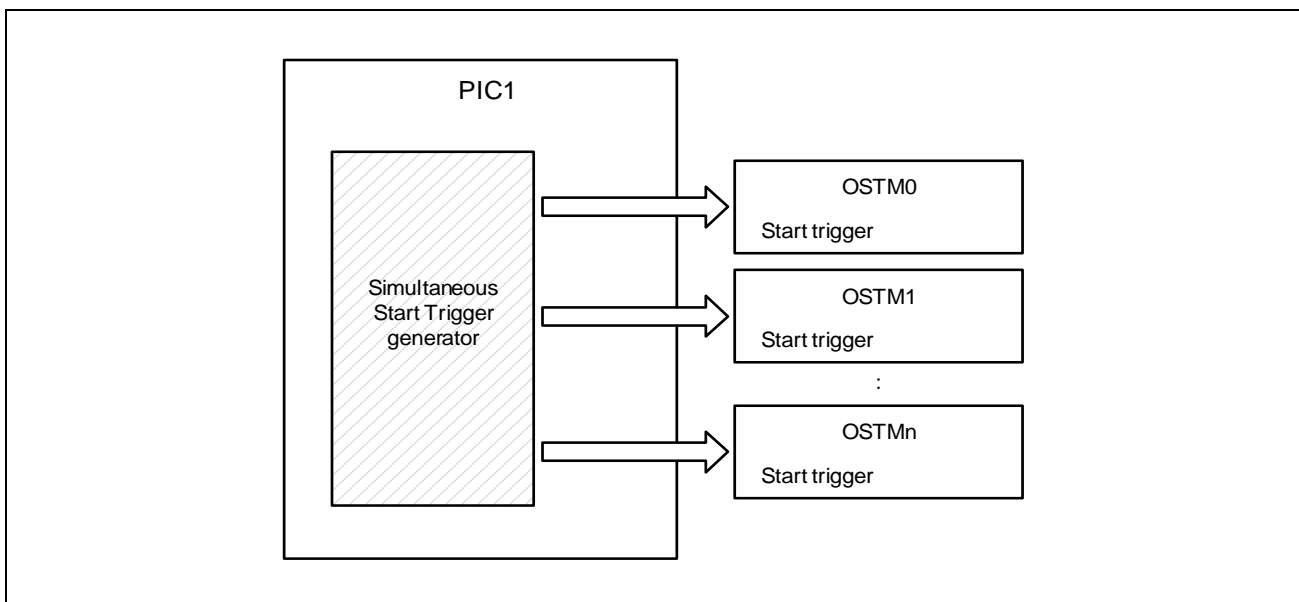 PIC1
Simultaneous
Start Trigger
generator
OSTM0
Start trigger
OSTM1
Start trigger
:
OSTMn
Start trigger